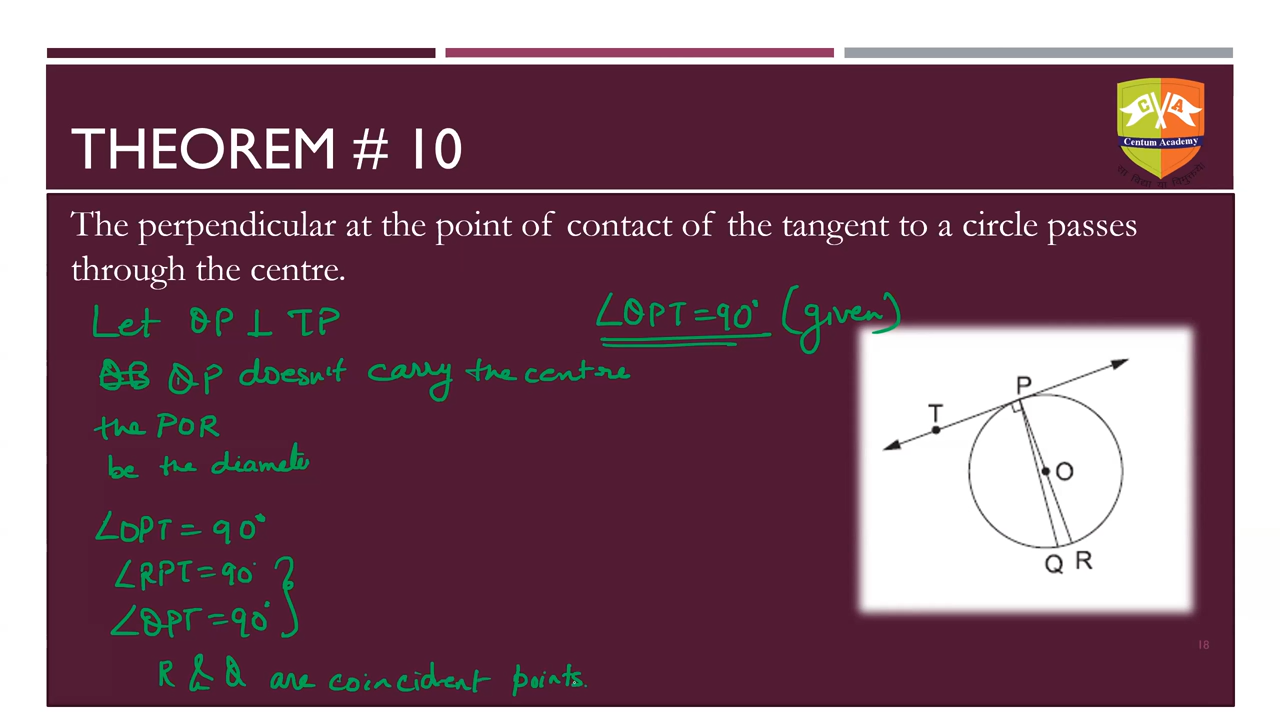 THEOREM # 10
C A
Centum Academy
The perpendicular at the point of contact of the tangent to a circle passes
through the centre.
Let QP ⊥ TP
∠QPT = 90° (given)
QP doesn't carry the centre
the POR
be the diameter
∠OPT = 90°
∠RPT = 90°
∠QPT = 90°
R & Q are coincident points.
P
T
O
Q R
18